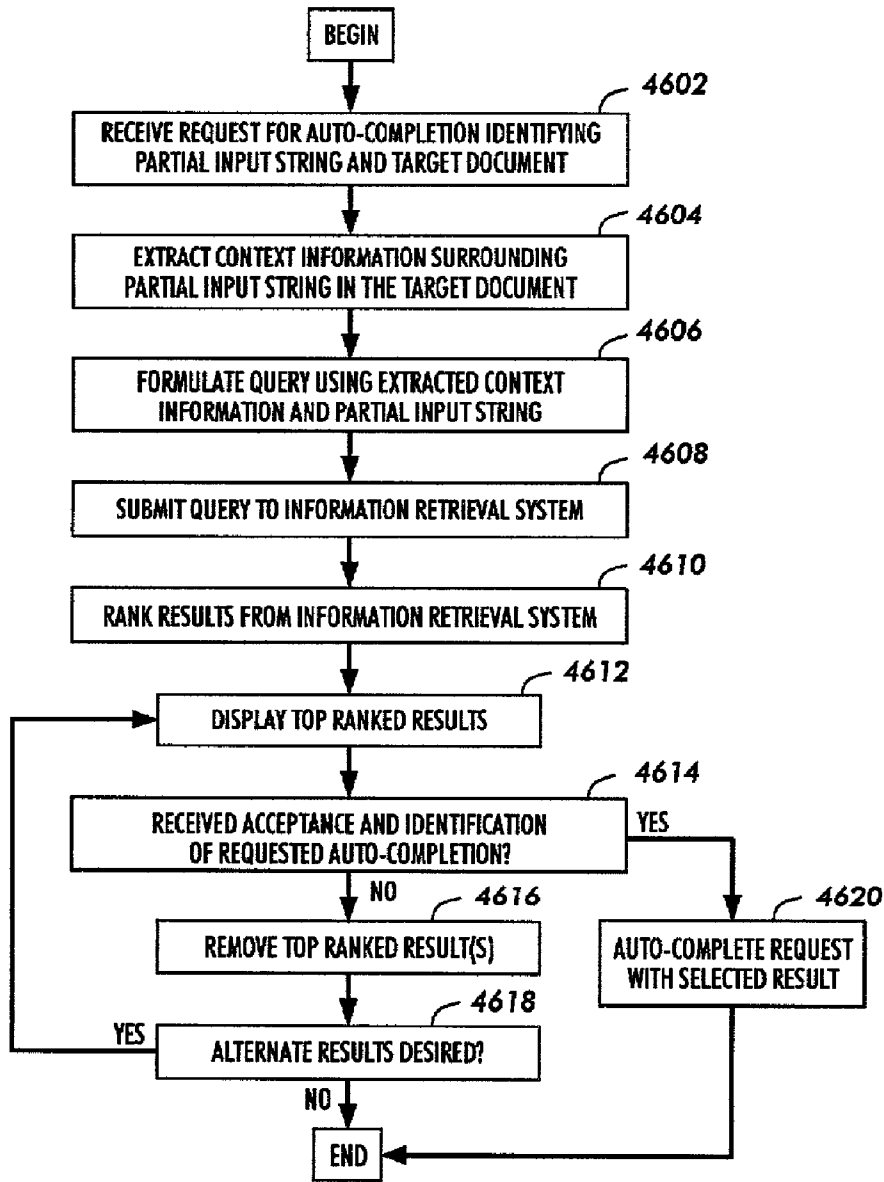 BEGIN
4602
RECEIVE REQUEST FOR AUTO-COMPLETION IDENTIFYING
PARTIAL INPUT STRING AND TARGET DOCUMENT
4604
EXTRACT CONTEXT INFORMATION SURROUNDING
PARTIAL INPUT STRING IN THE TARGET DOCUMENT
4606
FORMULATE QUERY USING EXTRACTED CONTEXT
INFORMATION AND PARTIAL INPUT STRING
4608
SUBMIT QUERY TO INFORMATION RETRIEVAL SYSTEM
4610
RANK RESULTS FROM INFORMATION RETRIEVAL SYSTEM
4612
DISPLAY TOP RANKED RESULTS
4614
RECEIVED ACCEPTANCE AND IDENTIFICATION
OF REQUESTED AUTO-COMPLETION?
YES
NO
4616
REMOVE TOP RANKED RESULT(S)
4620
AUTO-COMPLETE REQUEST
WITH SELECTED RESULT
4618
YES
ALTERNATE RESULTS DESIRED?
NO
END